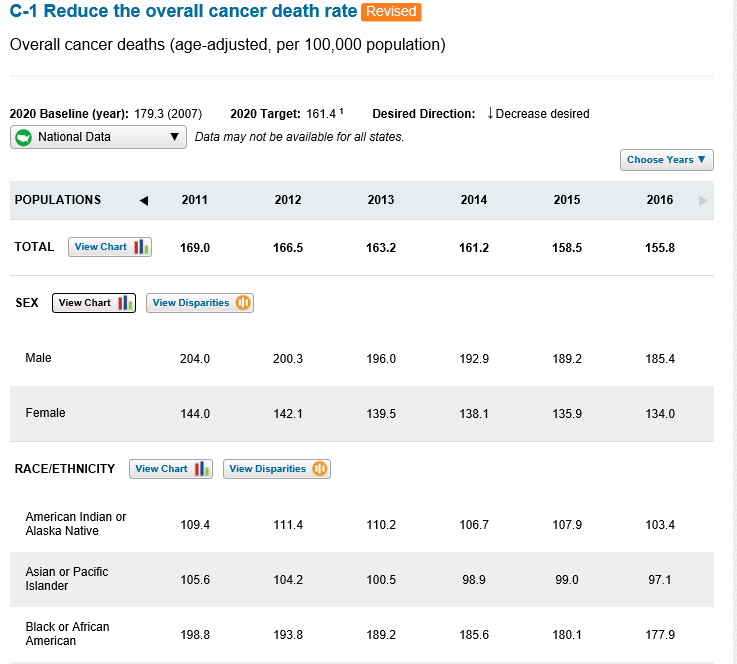 C-1 Reduce the overall cancer death rate Revised
Overall cancer deaths (age-adjusted, per 100,000 population)
2020 Baseline (year): 179.3 (2007) 2020 Target: 161.4 1 Desired Direction: ↓Decrease desired
National Data ▼ Data may not be available for all states.
Choose Years ▼
POPULATIONS ◀ 2011 2012 2013 2014 2015 2016 ▶
TOTAL View Chart 169.0 166.5 163.2 161.2 158.5 155.8
SEX View Chart View Disparities
Male 204.0 200.3 196.0 192.9 189.2 185.4
Female 144.0 142.1 139.5 138.1 135.9 134.0
RACE/ETHNICITY View Chart View Disparities
American Indian or
Alaska Native 109.4 111.4 110.2 106.7 107.9 103.4
Asian or Pacific
Islander 105.6 104.2 100.5 98.9 99.0 97.1
Black or African
American 198.8 193.8 189.2 185.6 180.1 177.9